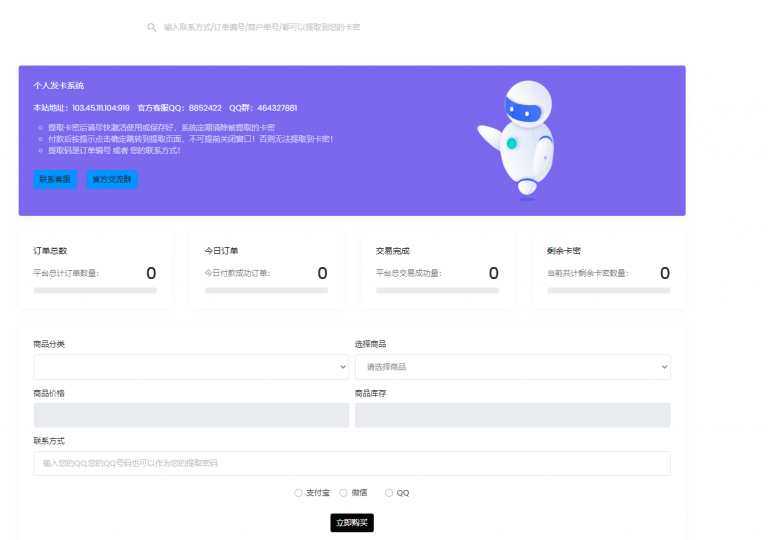 输入联系方式/订单编号/商户单号/都可以提取到您的卡密
个人发卡系统
本站地址：103.45.111.104:919 官方客服QQ：8852422 QQ群：464327881
提取卡密后请尽快激活使用或保存好，系统定期清除被提取的卡密
付款后按提示点击确定跳转到提取页面，不可提前关闭窗口！否则无法提取到卡密！
提取码是订单编号 或者 您的联系方式！
联系客服 官方交流群
订单总数 今日订单 交易完成 剩余卡密
平台总计订单数量： 0 今日付款成功订单： 0 平台总交易成功量： 0 当前共计剩余卡密数量： 0
商品分类 选择商品
请选择商品
商品价格 商品库存
联系方式
输入您的QQ,您的QQ号码也可以作为您的提取密码
支付宝 微信 QQ
立即购买